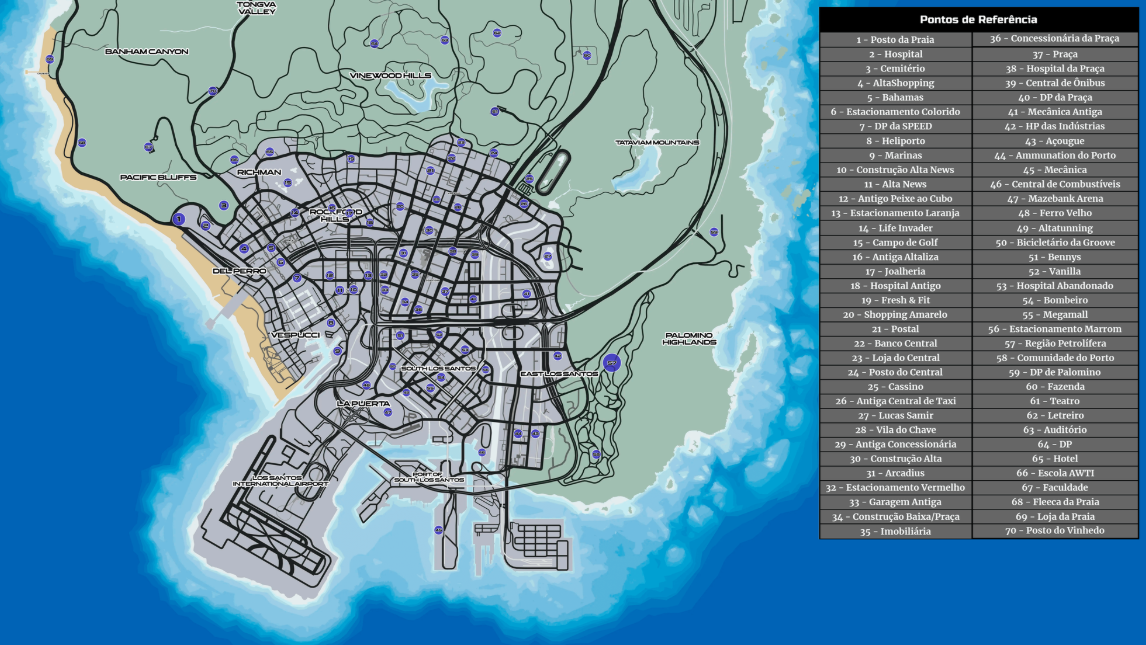 TONGVA
VALLEY
BANHAM CANYON
VINEWOOD HILLS
TATAVIAM MOUNTAINS
PACIFIC BLUFFS
RICHMAN
ROCKFORD
HILLS
DEL PERRO
VESPUCCI
PALOMINO
HIGHLANDS
SOUTH LOS SANTOS
EAST LOS SANTOS
LA PUERTA
LOS SANTOS
INTERNATIONAL AIRPORT
PORT OF
SOUTH LOS SANTOS
Pontos de Referência
1 - Posto da Praia
2 - Hospital
3 - Cemitério
4 - AltaShopping
5 - Bahamas
6 - Estacionamento Colorido
7 - DP da SPEED
8 - Heliporto
9 - Marinas
10 - Construção Alta News
11 - Alta News
12 - Antigo Peixe ao Cubo
13 - Estacionamento Laranja
14 - Life Invader
15 - Campo de Golf
16 - Antiga Altaliza
17 - Joalheria
18 - Hospital Antigo
19 - Fresh & Fit
20 - Shopping Amarelo
21 - Postal
22 - Banco Central
23 - Loja do Central
24 - Posto do Central
25 - Cassino
26 - Antiga Central de Taxi
27 - Lucas Samir
28 - Vila do Chave
29 - Antiga Concessionária
30 - Construção Alta
31 - Arcadius
32 - Estacionamento Vermelho
33 - Garagem Antiga
34 - Construção Baixa/Praça
35 - Imobiliária
36 - Concessionária da Praça
37 - Praça
38 - Hospital da Praça
39 - Central de Ônibus
40 - DP da Praça
41 - Mecânica Antiga
42 - HP das Indústrias
43 - Açougue
44 - Ammunation do Porto
45 - Mecânica
46 - Central de Combustíveis
47 - Mazebank Arena
48 - Ferro Velho
49 - Altatunning
50 - Bicicletário da Groove
51 - Bennys
52 - Vanilla
53 - Hospital Abandonado
54 - Bombeiro
55 - Megamall
56 - Estacionamento Marrom
57 - Região Petrolífera
58 - Comunidade do Porto
59 - DP de Palomino
60 - Fazenda
61 - Teatro
62 - Letreiro
63 - Auditório
64 - DP
65 - Hotel
66 - Escola AWTI
67 - Faculdade
68 - Fleeca da Praia
69 - Loja da Praia
70 - Posto do Vinhedo